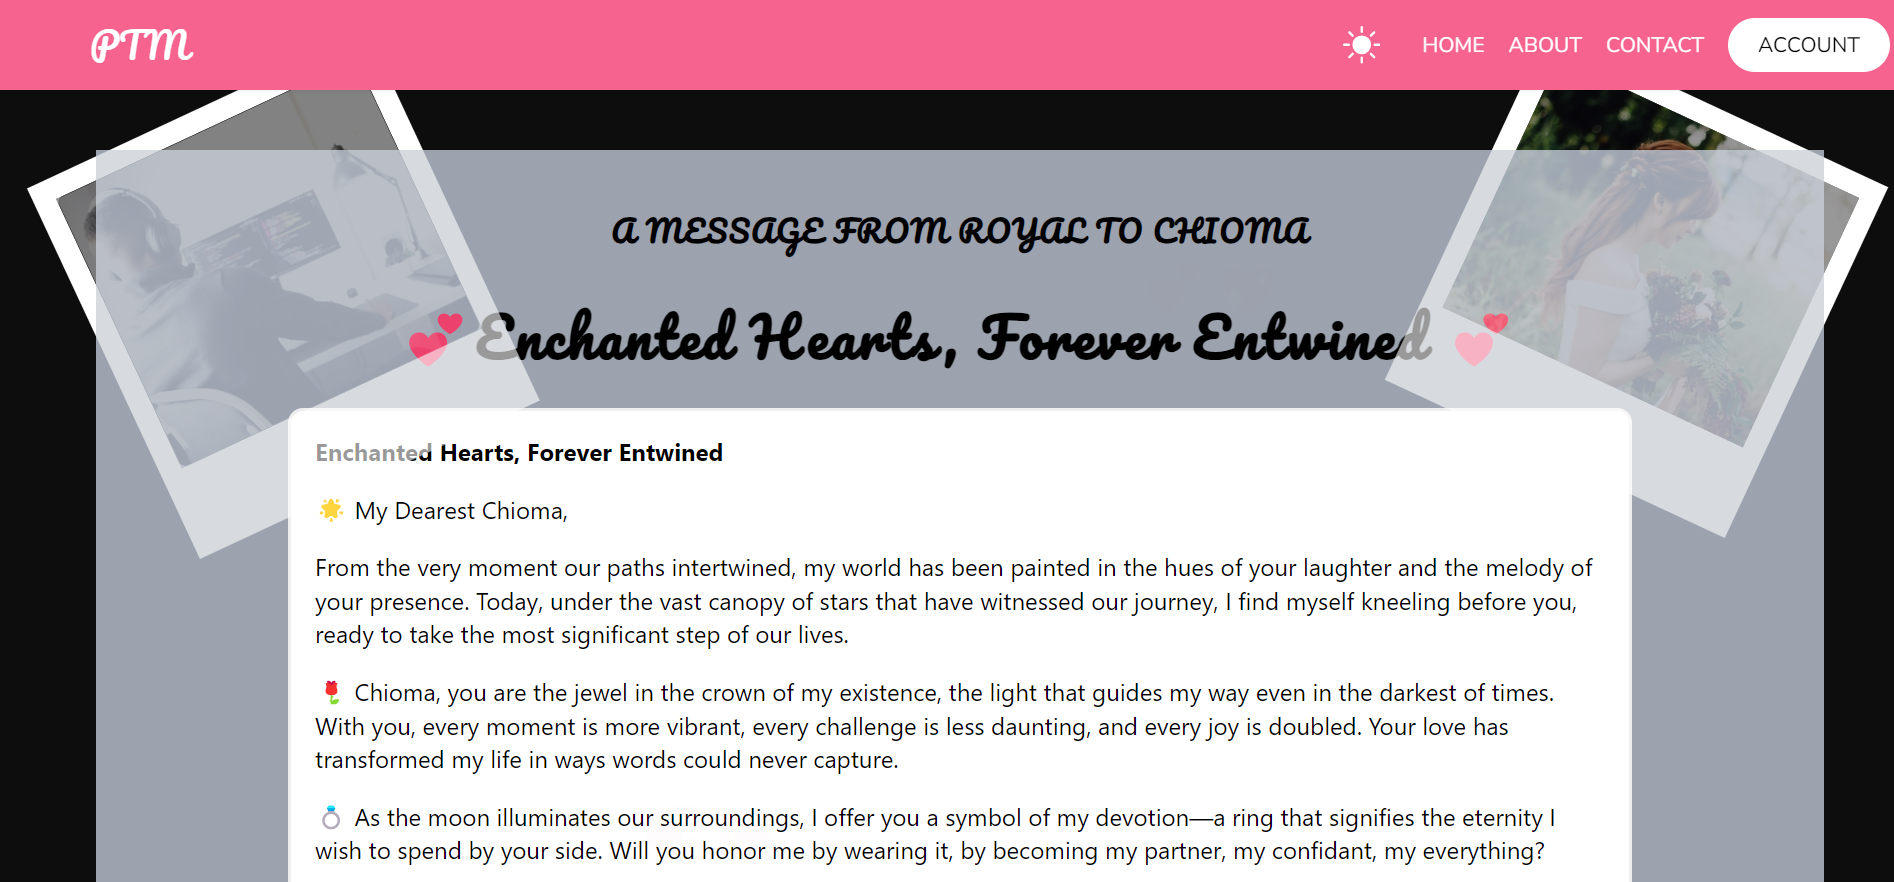 PTM
HOME ABOUT CONTACT ACCOUNT
A MESSAGE FROM ROYAL TO CHIOMA
💕 Enchanted Hearts, Forever Entwined 💕
Enchanted Hearts, Forever Entwined
🌟 My Dearest Chioma,
From the very moment our paths intertwined, my world has been painted in the hues of your laughter and the melody of
your presence. Today, under the vast canopy of stars that have witnessed our journey, I find myself kneeling before you,
ready to take the most significant step of our lives.
🌹 Chioma, you are the jewel in the crown of my existence, the light that guides my way even in the darkest of times.
With you, every moment is more vibrant, every challenge is less daunting, and every joy is doubled. Your love has
transformed my life in ways words could never capture.
💍 As the moon illuminates our surroundings, I offer you a symbol of my devotion—a ring that signifies the eternity I
wish to spend by your side. Will you honor me by wearing it, by becoming my partner, my confidant, my everything?